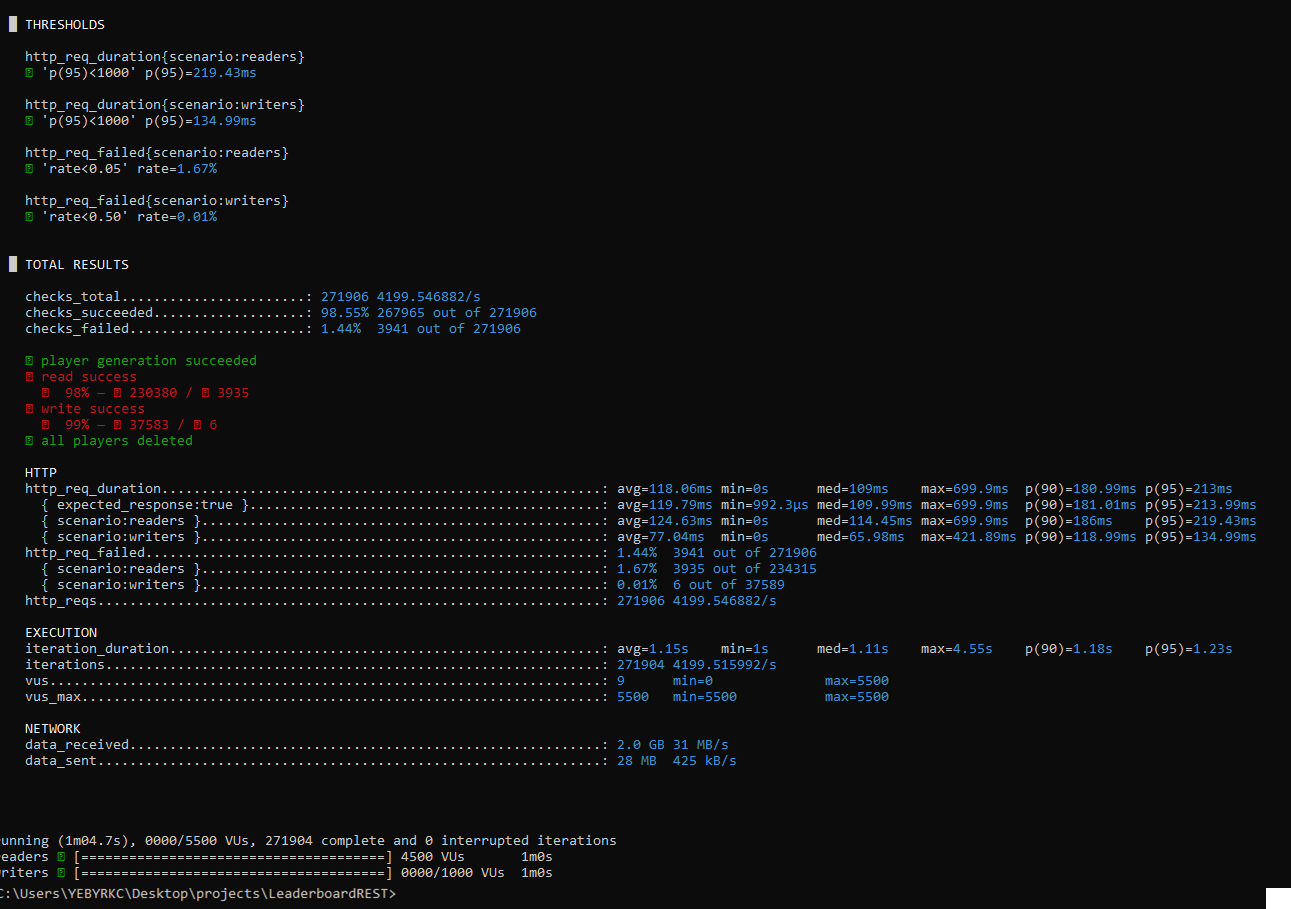 THRESHOLDS
http_req_duration{scenario:readers}
'p(95)<1000' p(95)=219.43ms
http_req_duration{scenario:writers}
'p(95)<1000' p(95)=134.99ms
http_req_failed{scenario:readers}
'rate<0.05' rate=1.67%
http_req_failed{scenario:writers}
'rate<0.50' rate=0.01%
TOTAL RESULTS
checks_total.......................: 271906 4199.546882/s
checks_succeeded...................: 98.55% 267965 out of 271906
checks_failed......................: 1.44%  3941 out of 271906
player generation succeeded
read success
98% — 230380 / 3935
write success
99% — 37583 / 6
all players deleted
HTTP
http_req_duration.......................................................: avg=118.06ms min=0s      med=109ms    max=699.9ms  p(90)=180.99ms p(95)=213ms
{ expected_response:true }............................................: avg=119.79ms min=992.3µs med=109.99ms max=699.9ms  p(90)=181.01ms p(95)=213.99ms
{ scenario:readers }..................................................: avg=124.63ms min=0s      med=114.45ms max=699.9ms  p(90)=186ms    p(95)=219.43ms
{ scenario:writers }..................................................: avg=77.04ms  min=0s      med=65.98ms  max=421.89ms p(90)=118.99ms p(95)=134.99ms
http_req_failed.........................................................: 1.44%  3941 out of 271906
{ scenario:readers }..................................................: 1.67%  3935 out of 234315
{ scenario:writers }..................................................: 0.01%  6 out of 37589
http_reqs...............................................................: 271906 4199.546882/s
EXECUTION
iteration_duration......................................................: avg=1.15s    min=1s      med=1.11s    max=4.55s    p(90)=1.18s    p(95)=1.23s
iterations..............................................................: 271904 4199.515992/s
vus.....................................................................: 9      min=0              max=5500
vus_max.................................................................: 5500   min=5500           max=5500
NETWORK
data_received...........................................................: 2.0 GB 31 MB/s
data_sent...............................................................: 28 MB  425 kB/s
unning (1m04.7s), 0000/5500 VUs, 271904 complete and 0 interrupted iterations
eaders [======================================] 4500 VUs       1m0s
riters [======================================] 0000/1000 VUs  1m0s
C:\Users\YEBYRKC\Desktop\projects\LeaderboardREST>